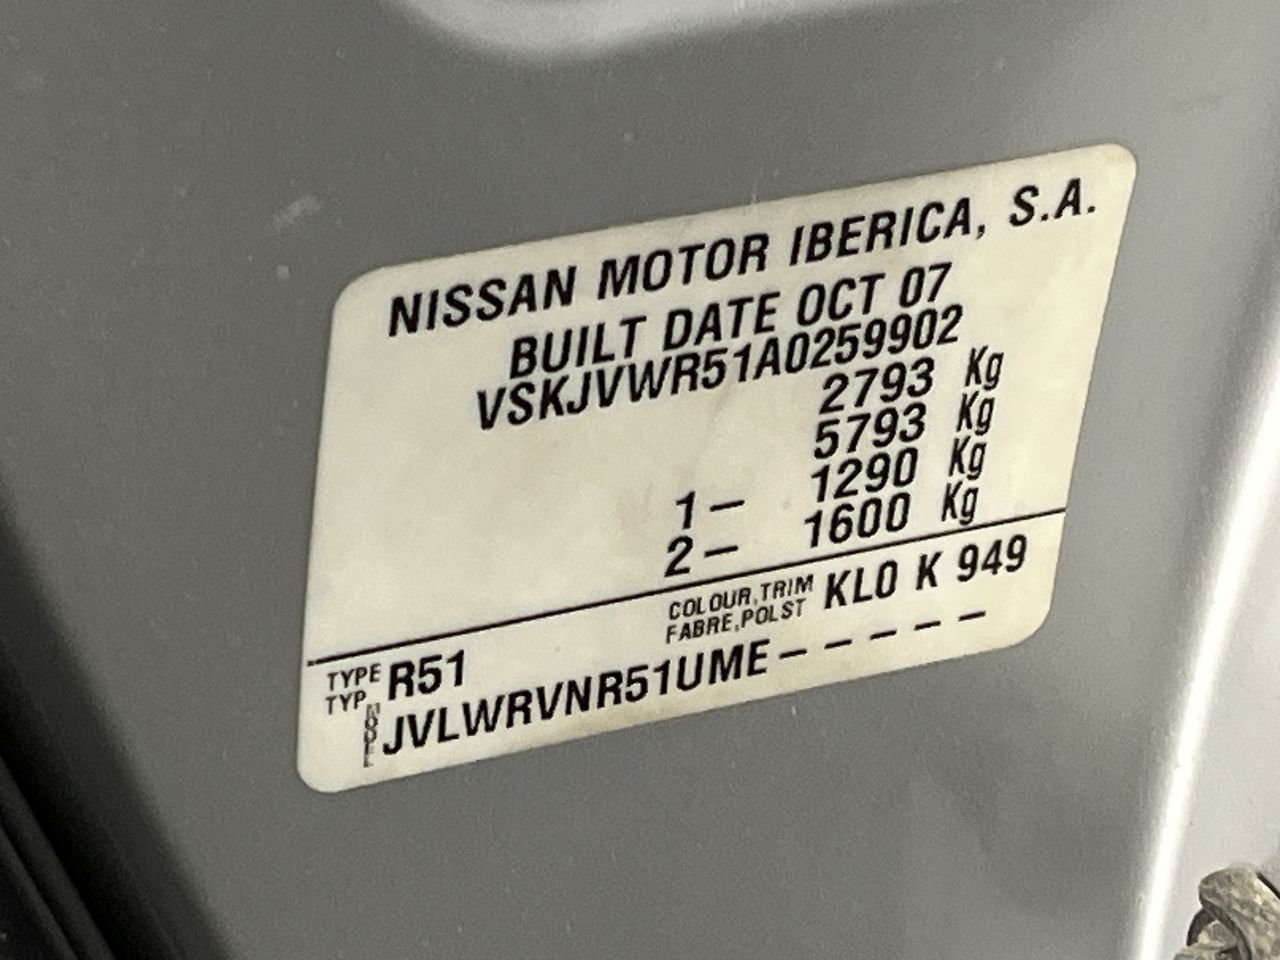 NISSAN MOTOR IBERICA, S.A.
BUILT DATE OCT 07
VSKJVWR51A0259902
2793 Kg
5793 Kg
1- 1290 Kg
2- 1600 Kg
COLOUR,TRIM
FABRE,POLST
KL0 K 949
TYPE
TYP
R51
MODEL
JVLWRVNR51UME-----